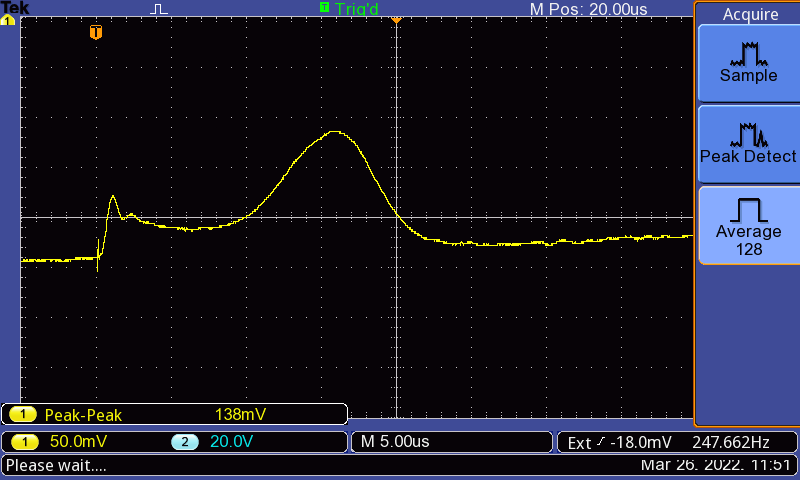 Tek Trig'd M Pos: 20.00us Acquire
1
T
Sample
Peak Detect
Average
128
1 Peak-Peak 138mV
1 50.0mV 2 20.0V M 5.00us Ext -18.0mV 247.662Hz
Please wait.... Mar 26. 2022. 11:51